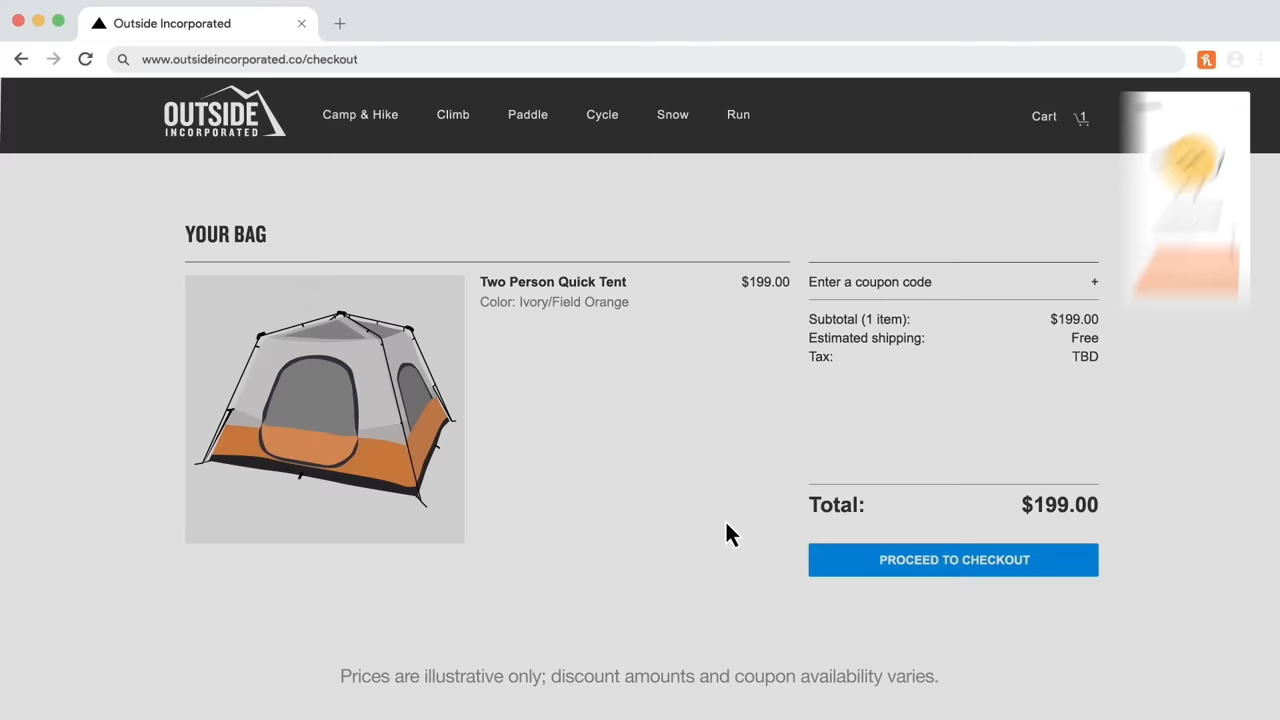 Outside Incorporated
www.outsideincorporated.co/checkout
OUTSIDE
INCORPORATED
Camp & Hike
Climb
Paddle
Cycle
Snow
Run
Cart
1
YOUR BAG
Two Person Quick Tent
$199.00
Color: Ivory/Field Orange
Enter a coupon code +
Subtotal (1 item): $199.00
Estimated shipping: Free
Tax: TBD
Total: $199.00
PROCEED TO CHECKOUT
Prices are illustrative only; discount amounts and coupon availability varies.